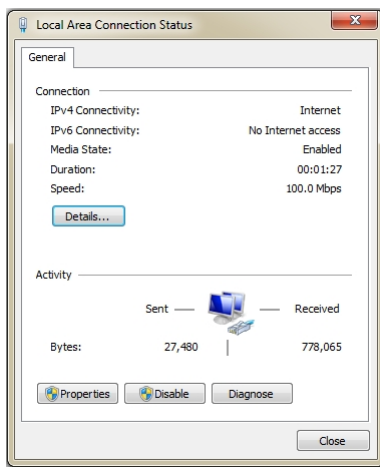 Local Area Connection Status
General
Connection
IPv4 Connectivity: Internet
IPv6 Connectivity: No Internet access
Media State: Enabled
Duration: 00:01:27
Speed: 100.0 Mbps
Details...
Activity
Sent Received
Bytes: 27,480 778,065
Properties Disable Diagnose
Close